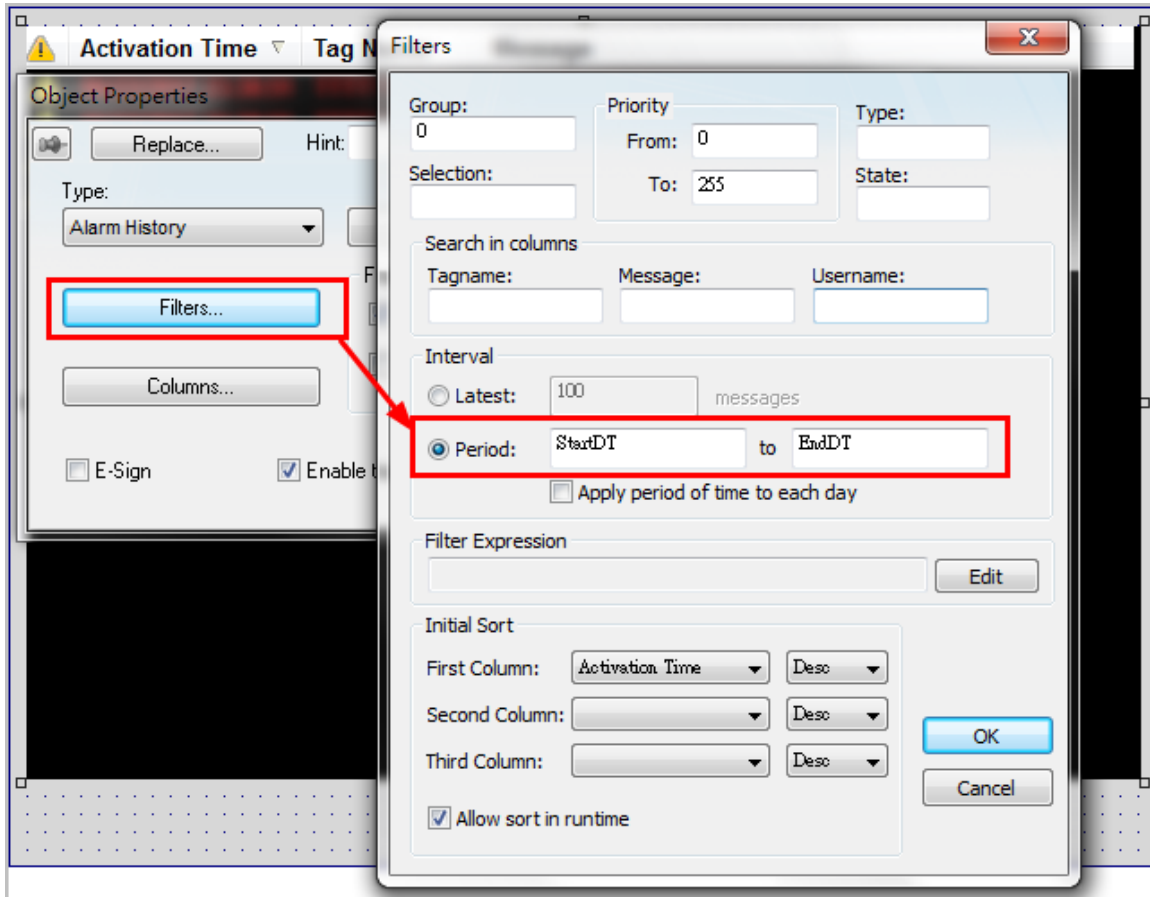 Activation Time Tag N
Object Properties
Replace... Hint:
Type:
Alarm History
Filters...
Columns...
E-Sign Enable t
Filters
Group: Priority Type:
0 From: 0
Selection: To: 255 State:
Search in columns
Tagname: Message: Username:
Interval
Latest: 100 messages
Period: StartDT to EndDT
Apply period of time to each day
Filter Expression
Edit
Initial Sort
First Column: Activation Time Desc
Second Column: Desc
Third Column: Desc
OK
Cancel
Allow sort in runtime